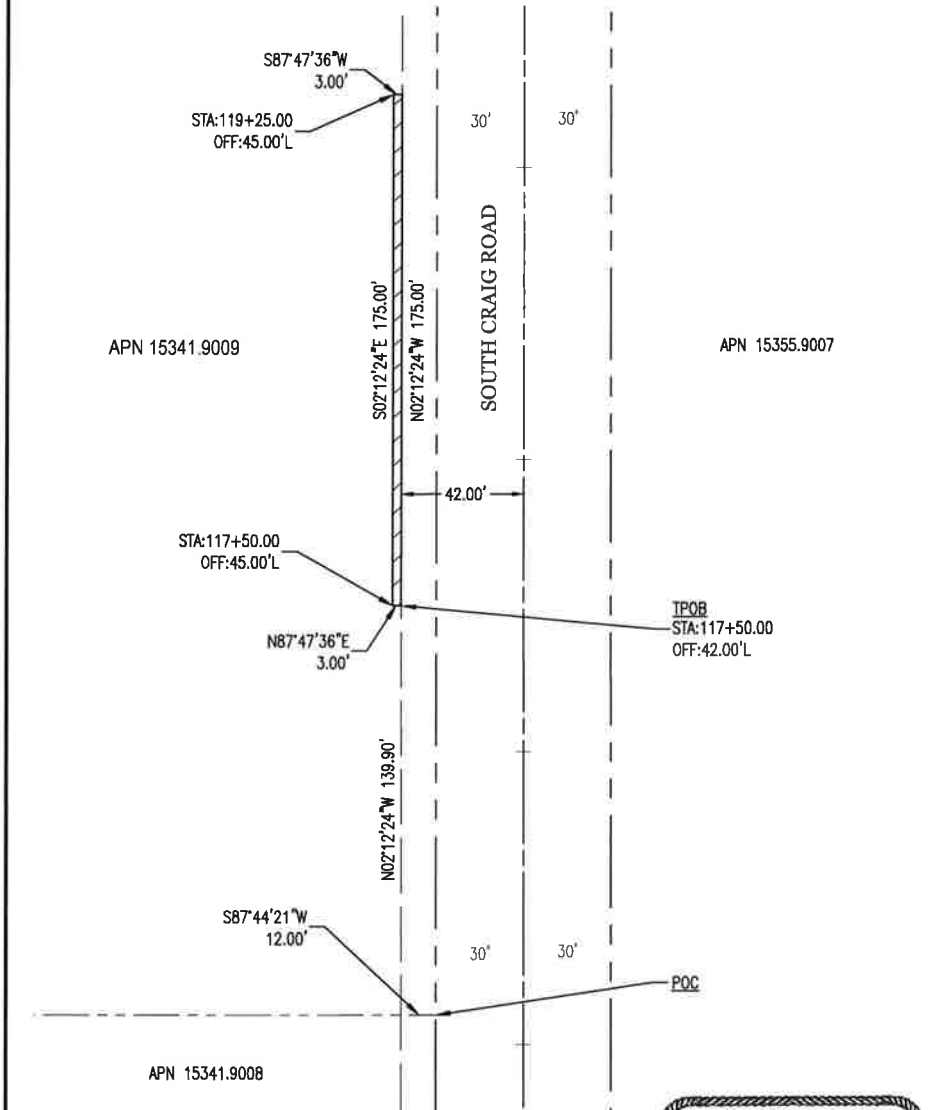 S87°47'36"W
3.00'
STA:119+25.00
OFF:45.00'L
30'
30'
SOUTH CRAIG ROAD
S02°12'24"E 175.00'
N02°12'24"W 175.00'
APN 15341.9009
APN 15355.9007
42.00'
STA:117+50.00
OFF:45.00'L
TPOB
STA:117+50.00
OFF:42.00'L
N87°47'36"E
3.00'
N02°12'24"W 139.90'
S87°44'21"W
12.00'
30'
30'
POC
APN 15341.9008